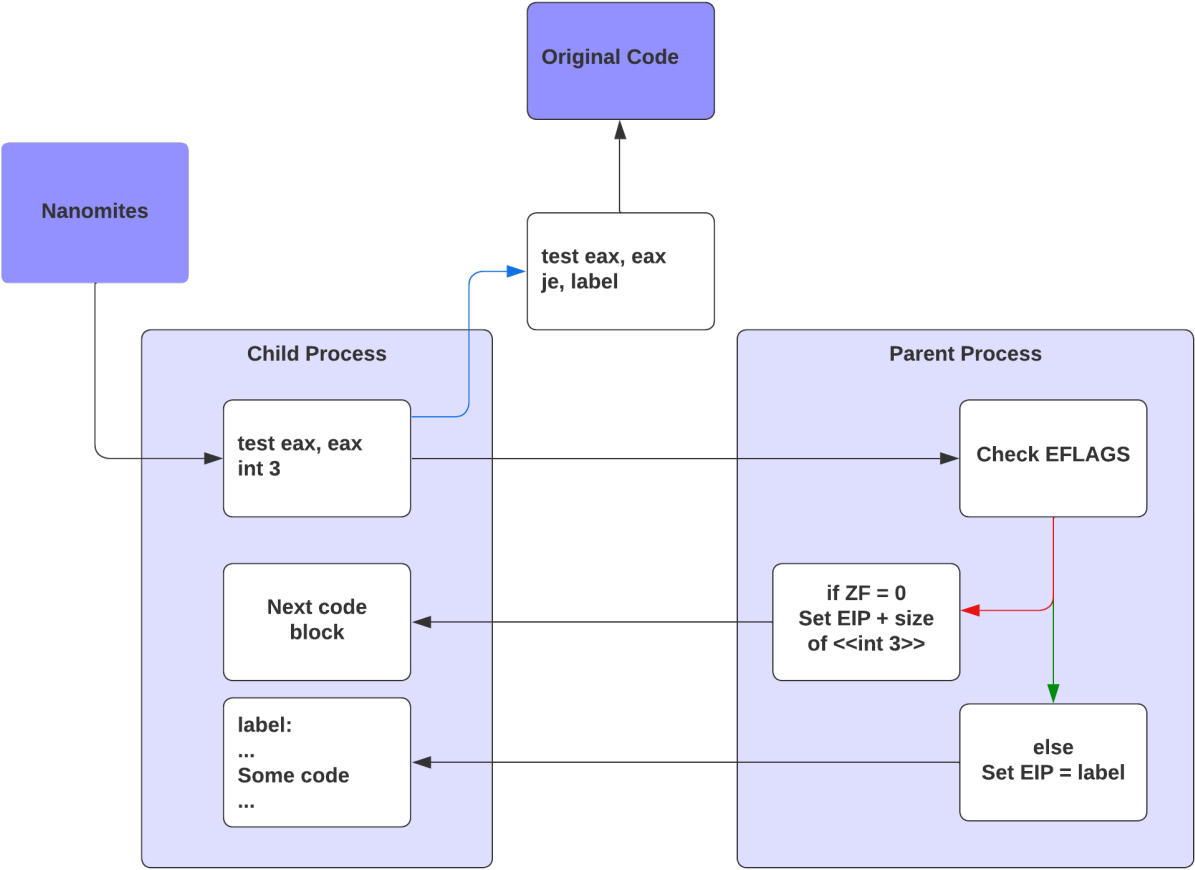 Original Code
Nanomites
test eax, eax
je, label
Child Process
Parent Process
test eax, eax
int 3
Check EFLAGS
Next code
block
if ZF = 0
Set EIP + size
of <<int 3>>
label:
...
Some code
...
else
Set EIP = label